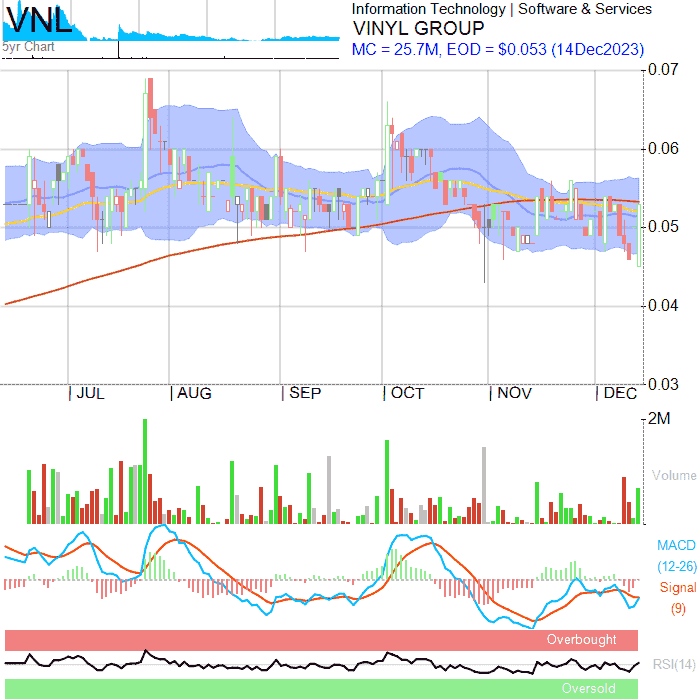 VNL
5yr Chart
Information Technology | Software & Services
VINYL GROUP
MC = 25.7M, EOD = $0.053 (14Dec2023)
0.07
0.06
0.05
0.04
0.03
JUL
AUG
SEP
OCT
NOV
DEC
2M
Volume
MACD
(12-26)
Signal
(9)
Overbought
RSI(14)
Oversold